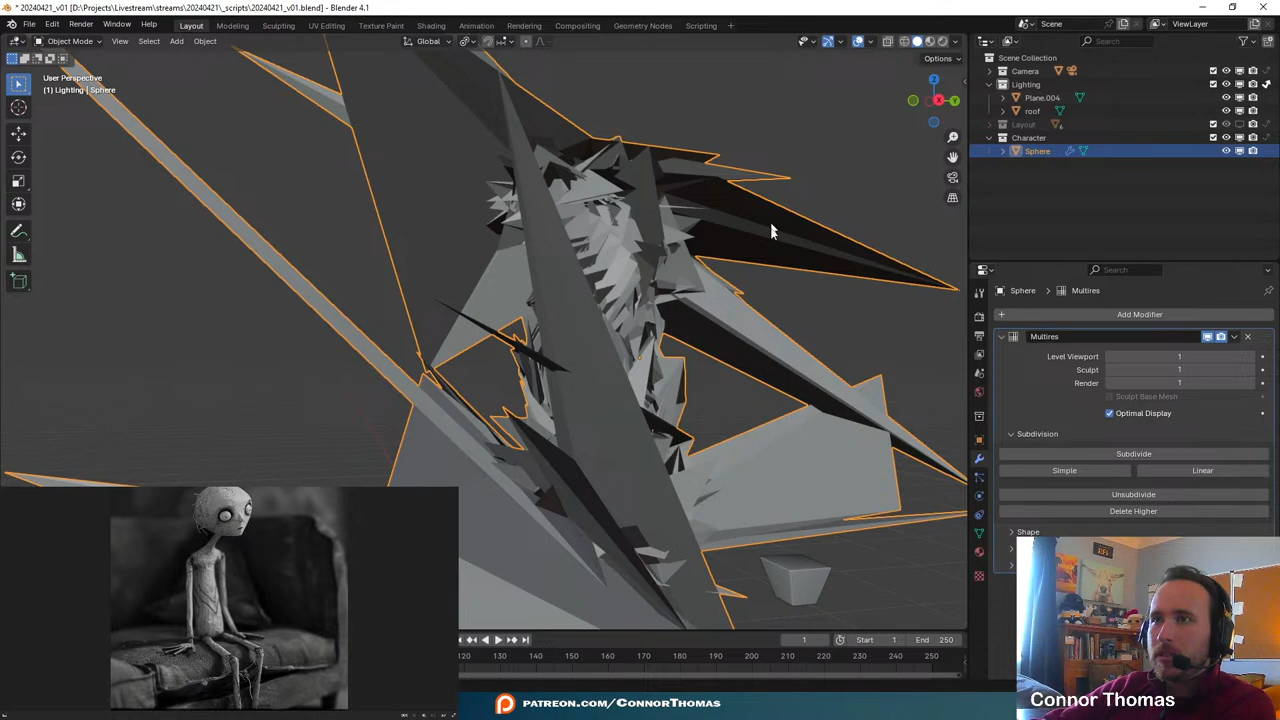 * 20240421_v01 [D:\Projects\Livestream\streams\20240421\_scripts\20240421_v01.blend] - Blender 4.1
File Edit Render Window Help Layout Modeling Sculpting UV Editing Texture Paint Shading Animation Rendering Compositing Geometry Nodes Scripting +
Scene ViewLayer
Object Mode View Select Add Object Global
Search
Options
User Perspective
(1) Lighting | Sphere
X
Y
Z
Scene Collection
Camera
Lighting
Plane.004
roof
Layout
Character
Sphere
Search
Sphere > Multires
Add Modifier
Multires
Level Viewport 1
Sculpt 1
Render 1
Sculpt Base Mesh
Optimal Display
Subdivision
Subdivide
Simple Linear
Unsubdivide
Delete Higher
Shape
1 Start 1 End 250
120 130 140 150 160 170 180 190 200 210 220 230 240 250
PATREON.COM/CONNORTHOMAS
Connor Thomas